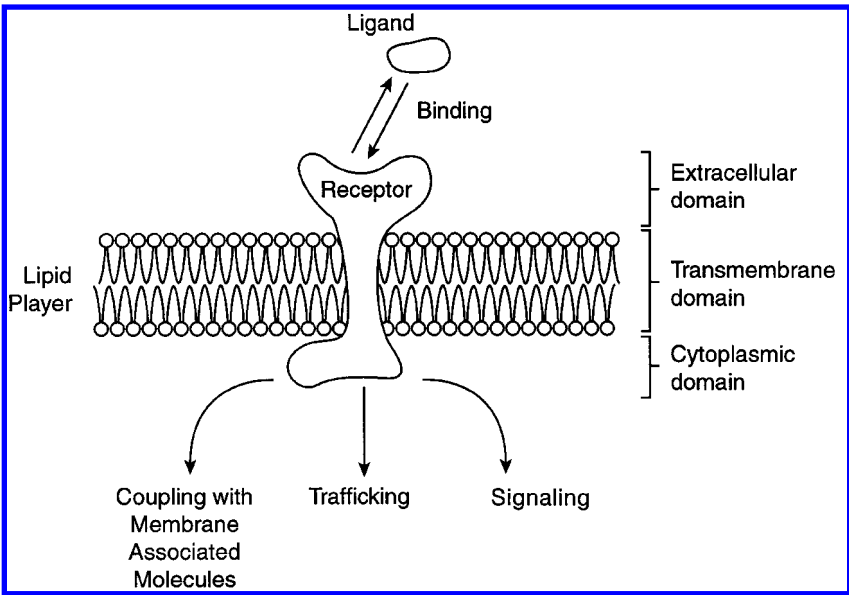 Ligand
Binding
Receptor
Extracellular
domain
Lipid
Player
Transmembrane
domain
Cytoplasmic
domain
Coupling with
Membrane
Associated
Molecules
Trafficking
Signaling